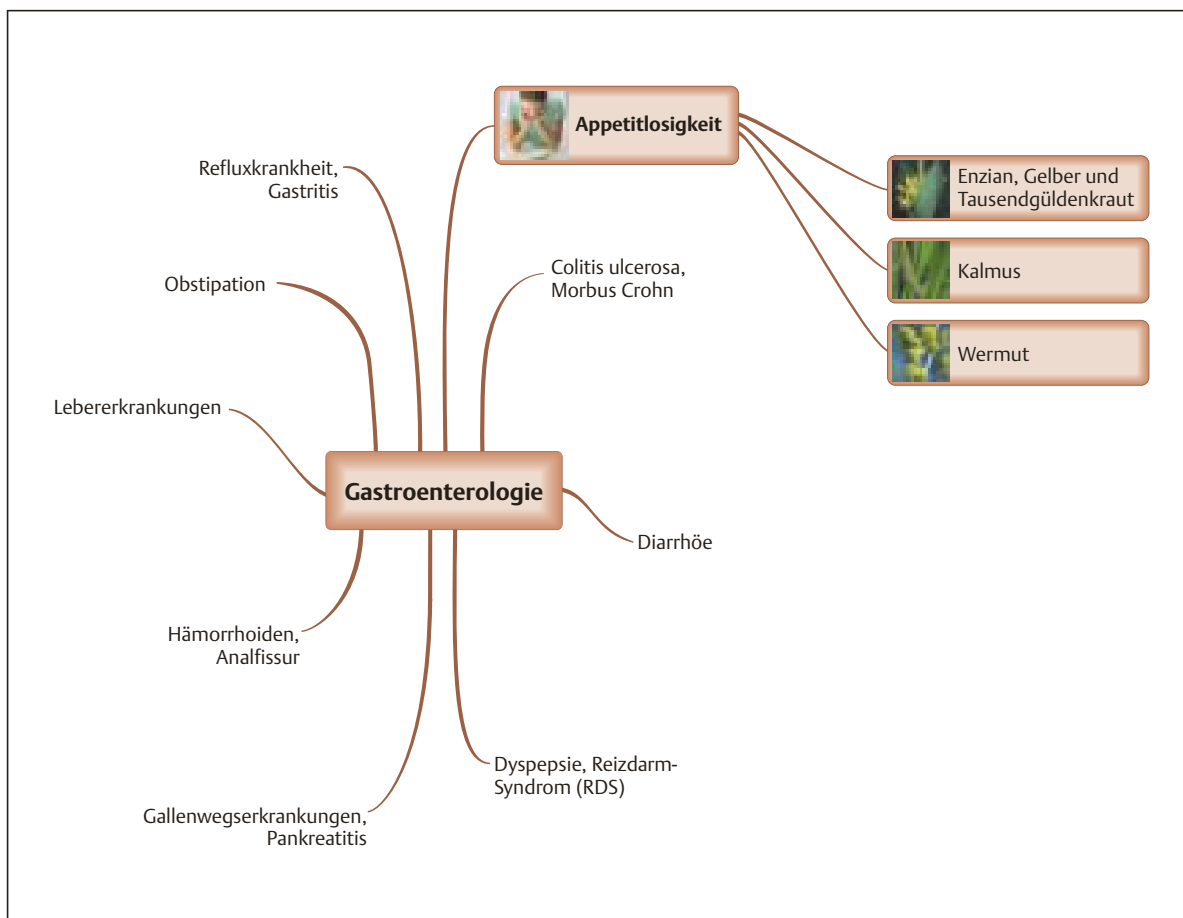 Appetitlosigkeit
Refluxkrankheit,
Gastritis
Enzian, Gelber und
Tausendgüldenkraut
Kalmus
Colitis ulcerosa,
Morbus Crohn
Obstipation
Wermut
Lebererkrankungen
Gastroenterologie
Diarrhöe
Hämorrhoiden,
Analfissur
Dyspepsie, Reizdarm-
Syndrom (RDS)
Gallenwegserkrankungen,
Pankreatitis